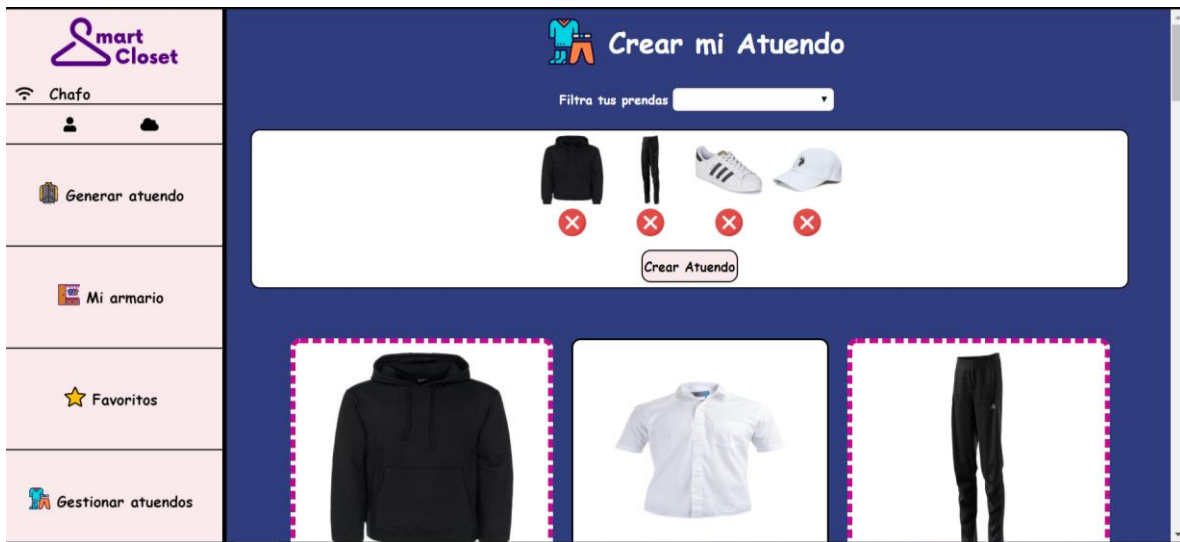 Smart
Closet
Chafo
Generar atuendo
Mi armario
Favoritos
Gestionar atuendos
Crear mi Atuendo
Filtra tus prendas
Crear Atuendo